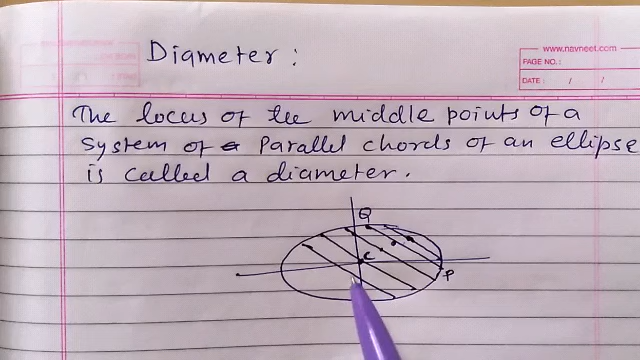 Diameter :
www.navneet.com
PAGE NO.:
DATE : / /
The locus of the middle points of a
system of parallel chords of an ellipse
is called a diameter.
Q
C
P